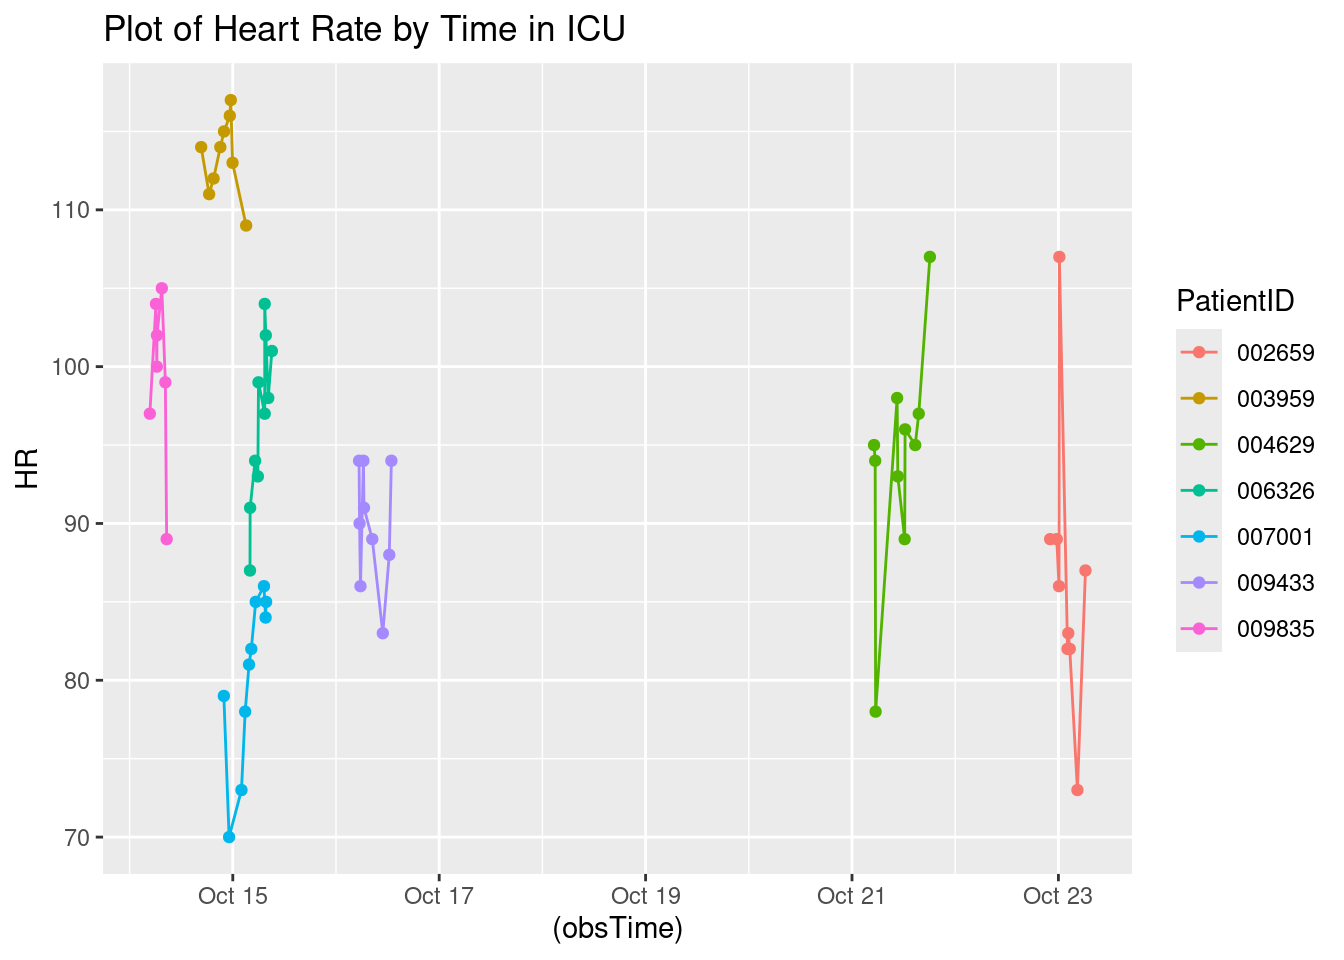 Plot of Heart Rate by Time in ICU
HR
110
100
90
80
70
Oct 15
Oct 17
Oct 19
Oct 21
Oct 23
(obsTime)
PatientID
002659
003959
004629
006326
007001
009433
009835